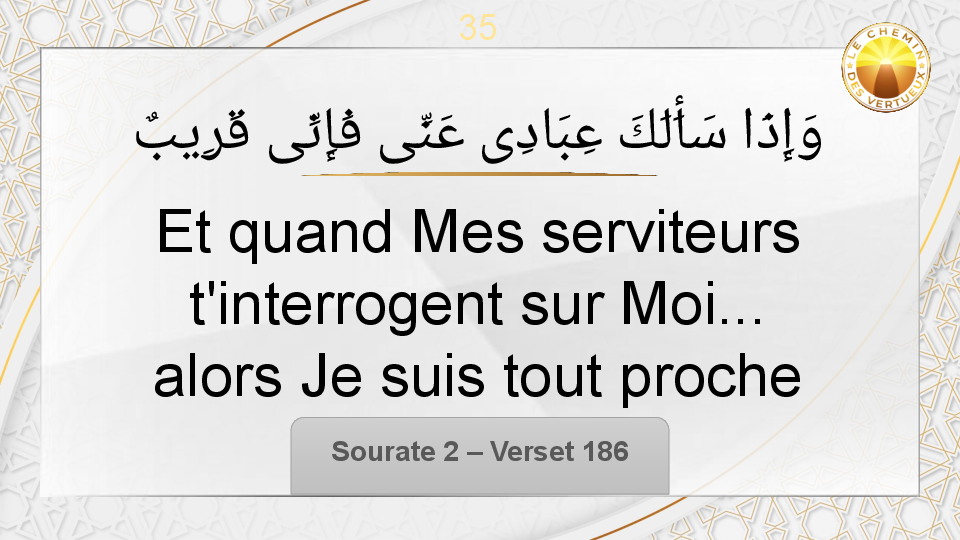 35
LE CHEMIN
DES VERTUEUX
وَإِذَا سَأَلَكَ عِبَادِى عَنِّى فَإِنِّى قَرِيبٌ
Et quand Mes serviteurs
t'interrogent sur Moi...
alors Je suis tout proche
Sourate 2 – Verset 186